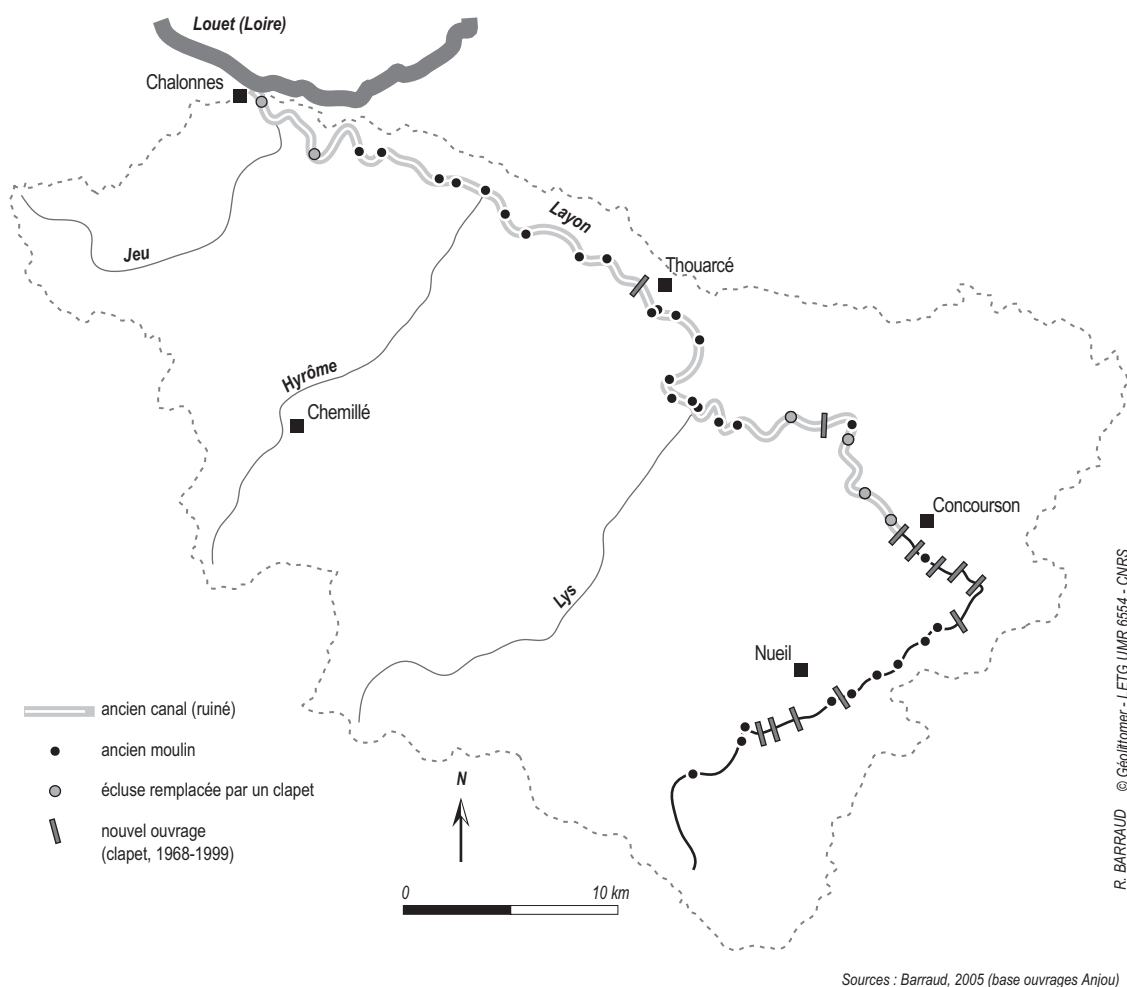 Louet (Loire)
Chalonnes
Layon
Jeu
Thouarcé
Hyrôme
Chemillé
Concourson
Lys
Nueil
ancien canal (ruiné)
ancien moulin
écluse remplacée par un clapet
nouvel ouvrage
(clapet, 1968-1999)
N
0 10 km
R. BARRAUD © Géolittomer - LETG UMR 6554 - CNRS
Sources : Barraud, 2005 (base ouvrages Anjou)